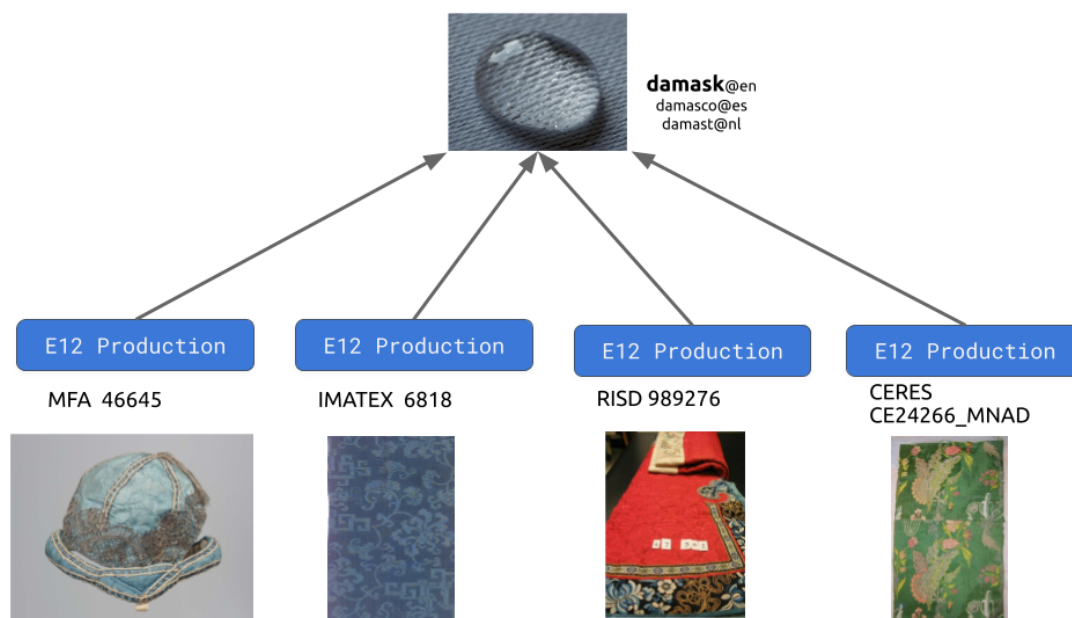 damask@en
damasco@es
damast@nl
E12 Production
E12 Production
E12 Production
E12 Production
MFA 46645
IMATEX 6818
RISD 989276
CERES
CE24266_MNAD